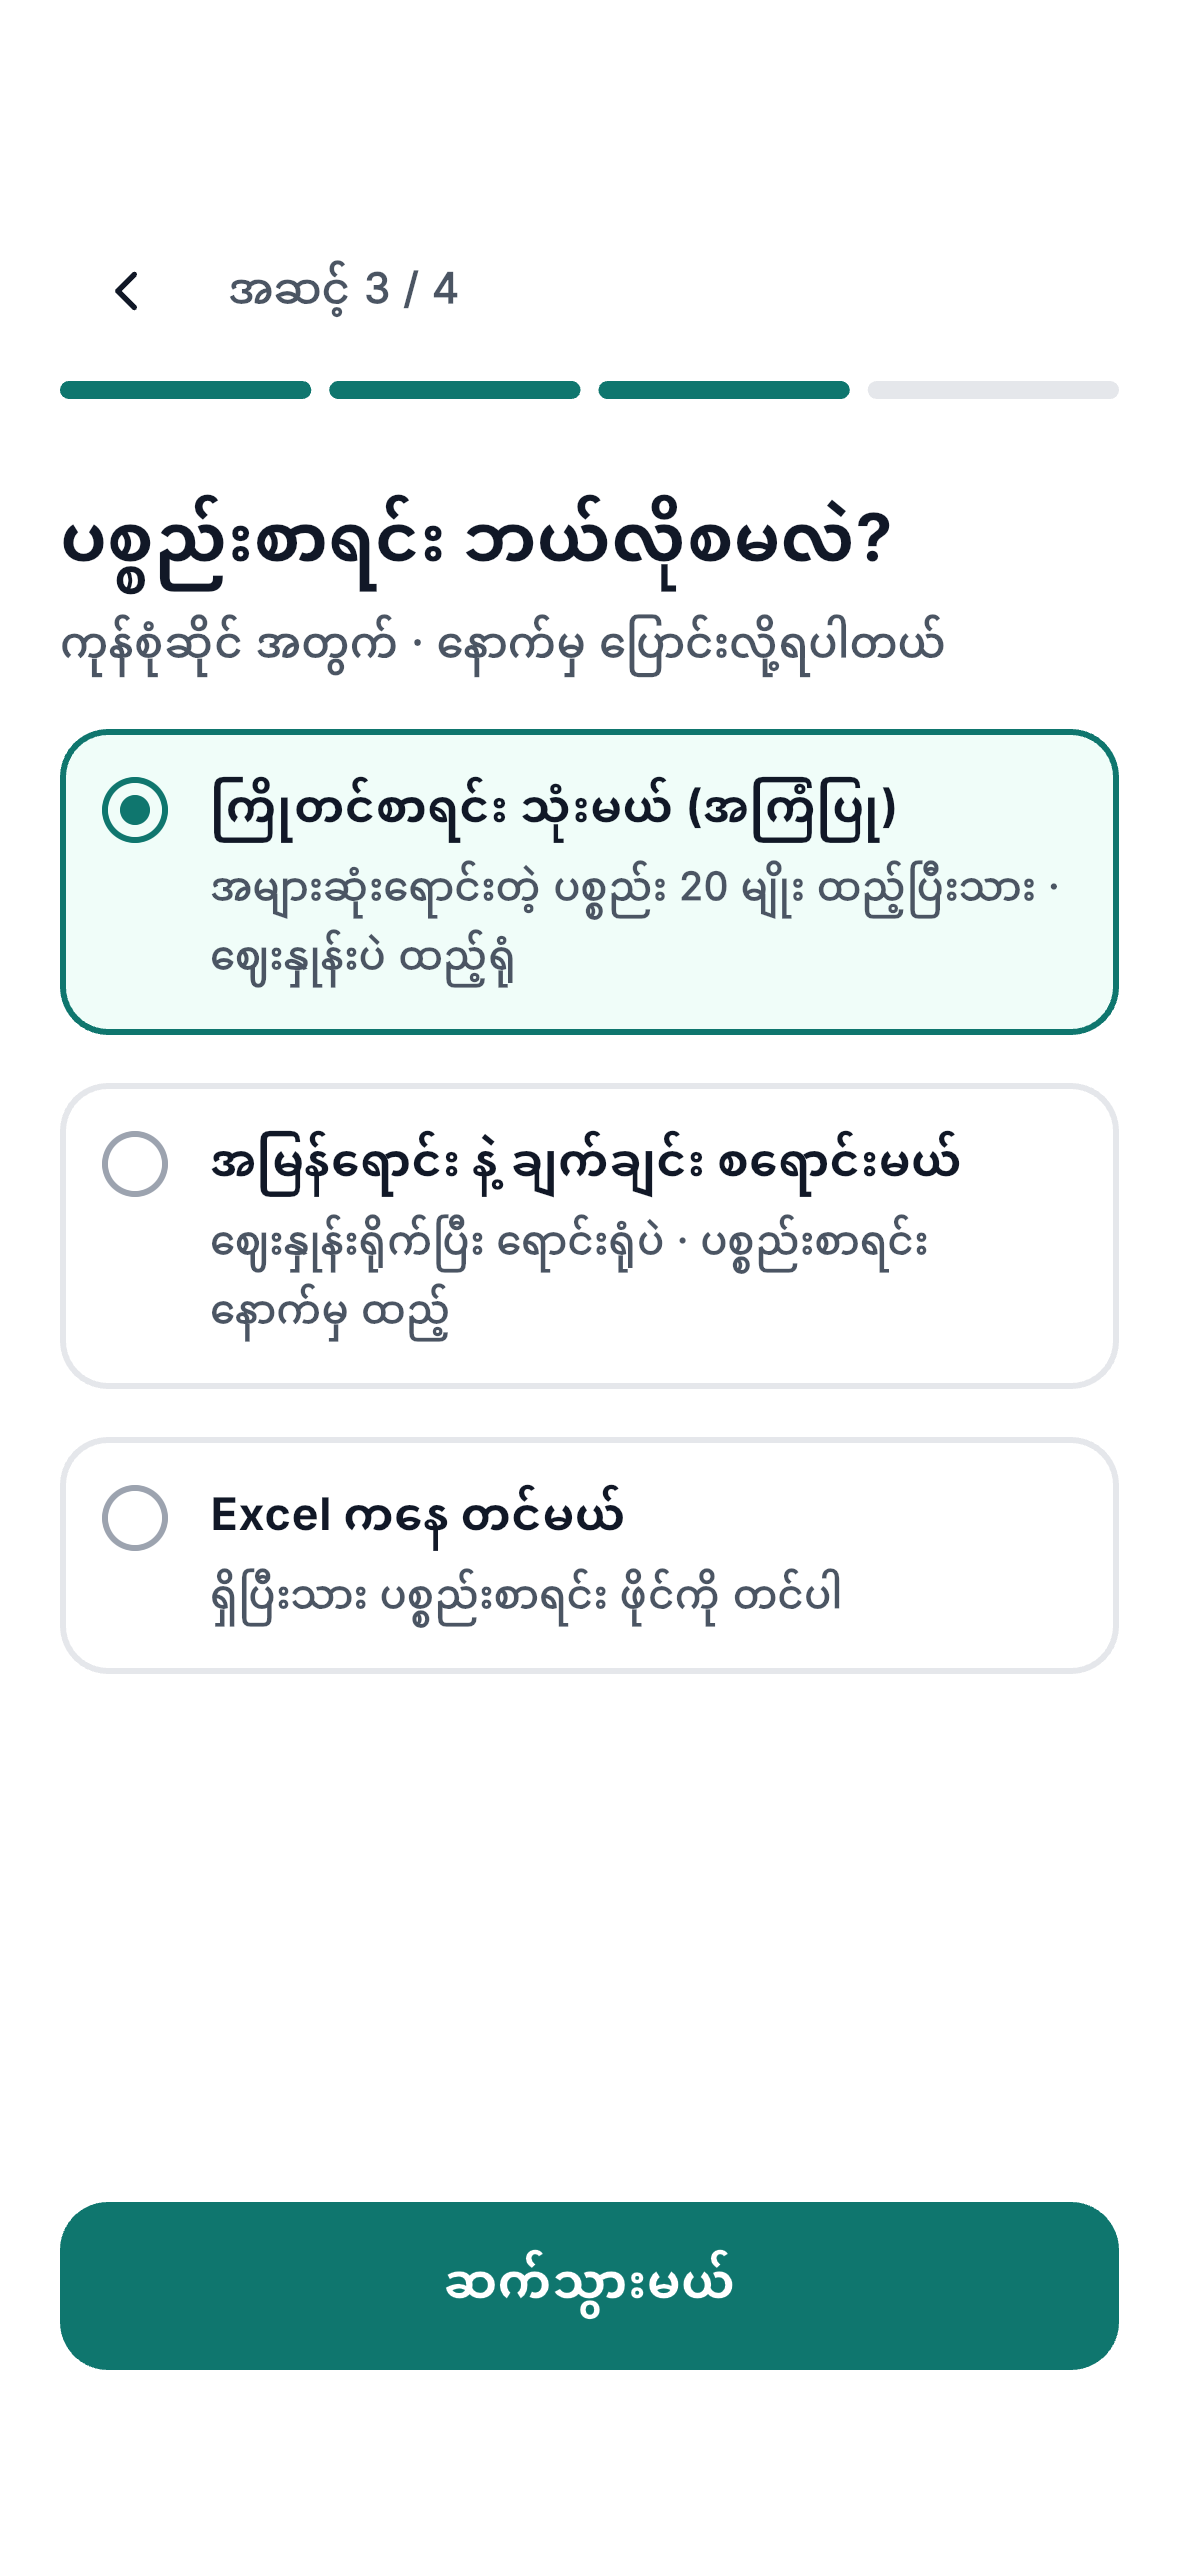 အဆင့် 3 / 4
ပစ္စည်းစာရင်း ဘယ်လိုစမလဲ?
ကုန်စုံဆိုင် အတွက် · နောက်မှ ပြောင်းလို့ရပါတယ်
ကြိုတင်စာရင်း သုံးမယ် (အကြံပြု)
အများဆုံးရောင်းတဲ့ ပစ္စည်း 20 မျိုး ထည့်ပြီးသား ·
ဈေးနှုန်းပဲ ထည့်ရုံ
အမြန်ရောင်း နဲ့ ချက်ချင်း စရောင်းမယ်
ဈေးနှုန်းရိုက်ပြီး ရောင်းရုံပဲ · ပစ္စည်းစာရင်း
နောက်မှ ထည့်
Excel ကနေ တင်မယ်
ရှိပြီးသား ပစ္စည်းစာရင်း ဖိုင်ကို တင်ပါ
ဆက်သွားမယ်